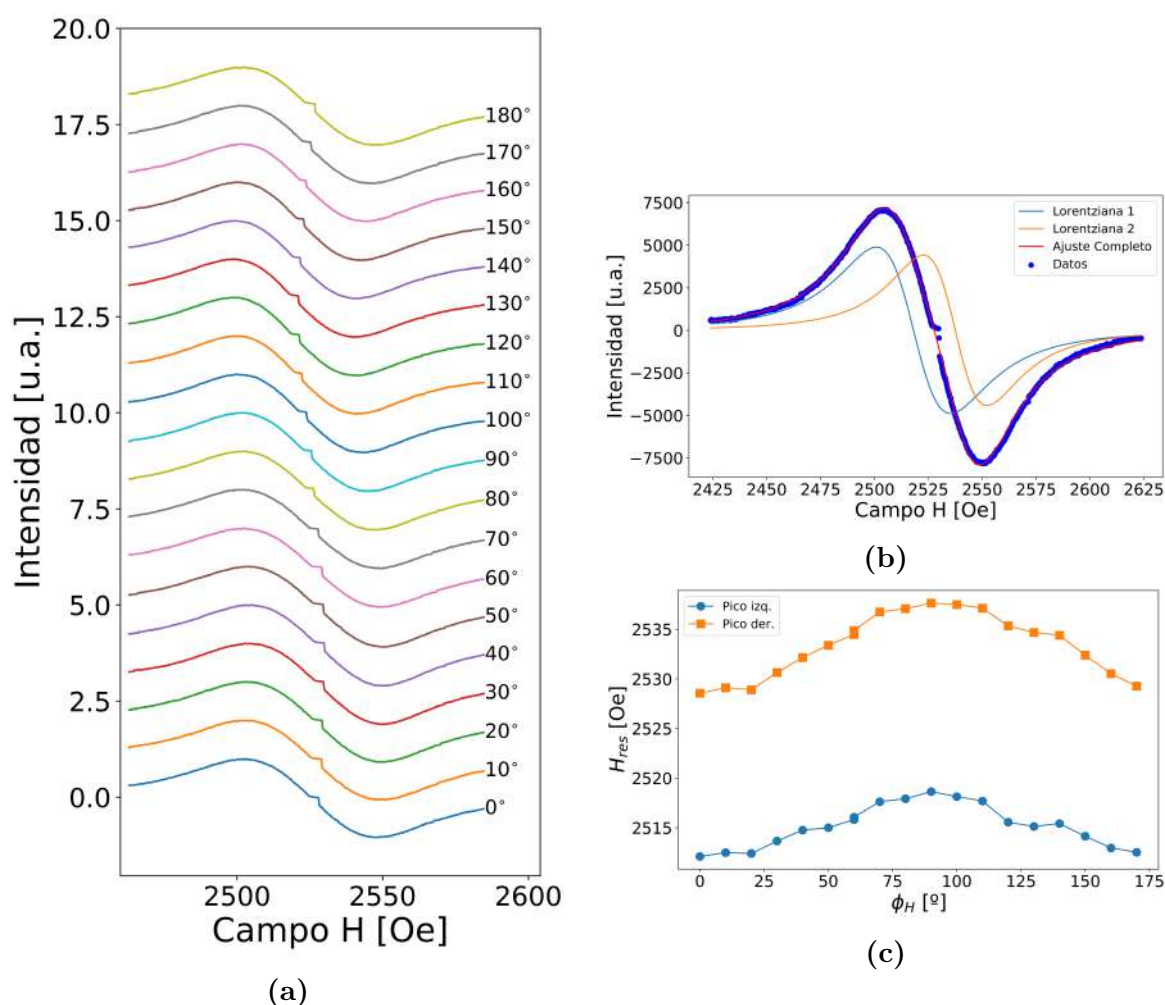 20.0
17.5
15.0
12.5
10.0
7.5
5.0
2.5
0.0
Intensidad [u.a.]
180°
170°
160°
150°
140°
130°
120°
110°
100°
90°
80°
70°
60°
50°
40°
30°
20°
10°
0°
2500 2550 2600
Campo H [Oe]
(a)
7500
5000
2500
0
−2500
−5000
−7500
Intensidad [u.a.]
Lorentziana 1
Lorentziana 2
Ajuste Completo
Datos
2425 2450 2475 2500 2525 2550 2575 2600 2625
Campo H [Oe]
(b)
Pico izq.
Pico der.
2535
2530
2525
2520
2515
H_res [Oe]
0 25 50 75 100 125 150 175
ϕ_H [º]
(c)